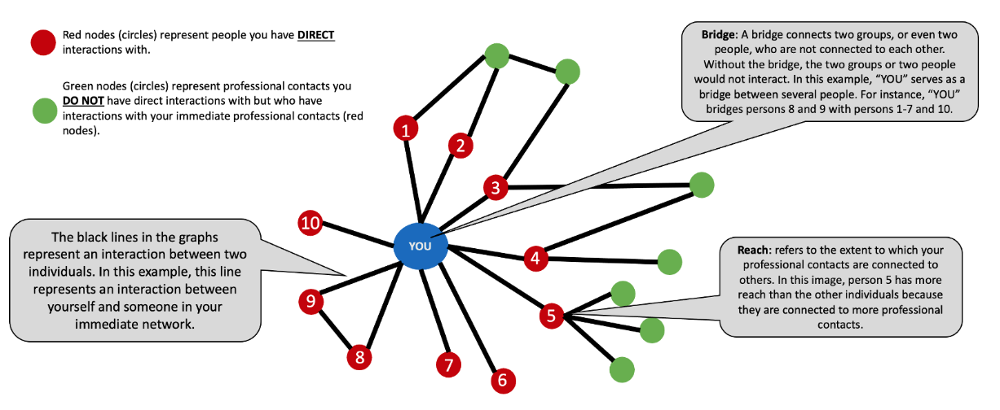 Red nodes (circles) represent people you have DIRECT
interactions with.
Green nodes (circles) represent professional contacts you
DO NOT have direct interactions with but who have
interactions with your immediate professional contacts (red
nodes).
Bridge: A bridge connects two groups, or even two
people, who are not connected to each other.
Without the bridge, the two groups or two people
would not interact. In this example, “YOU” serves as a
bridge between several people. For instance, “YOU”
bridges persons 8 and 9 with persons 1-7 and 10.
1
2
3
10
YOU
4
The black lines in the graphs
represent an interaction between two
individuals. In this example, this line
represents an interaction between
yourself and someone in your
immediate network.
Reach: refers to the extent to which your
professional contacts are connected to
others. In this image, person 5 has more
reach than the other individuals because
they are connected to more professional
contacts.
9
5
8
7
6